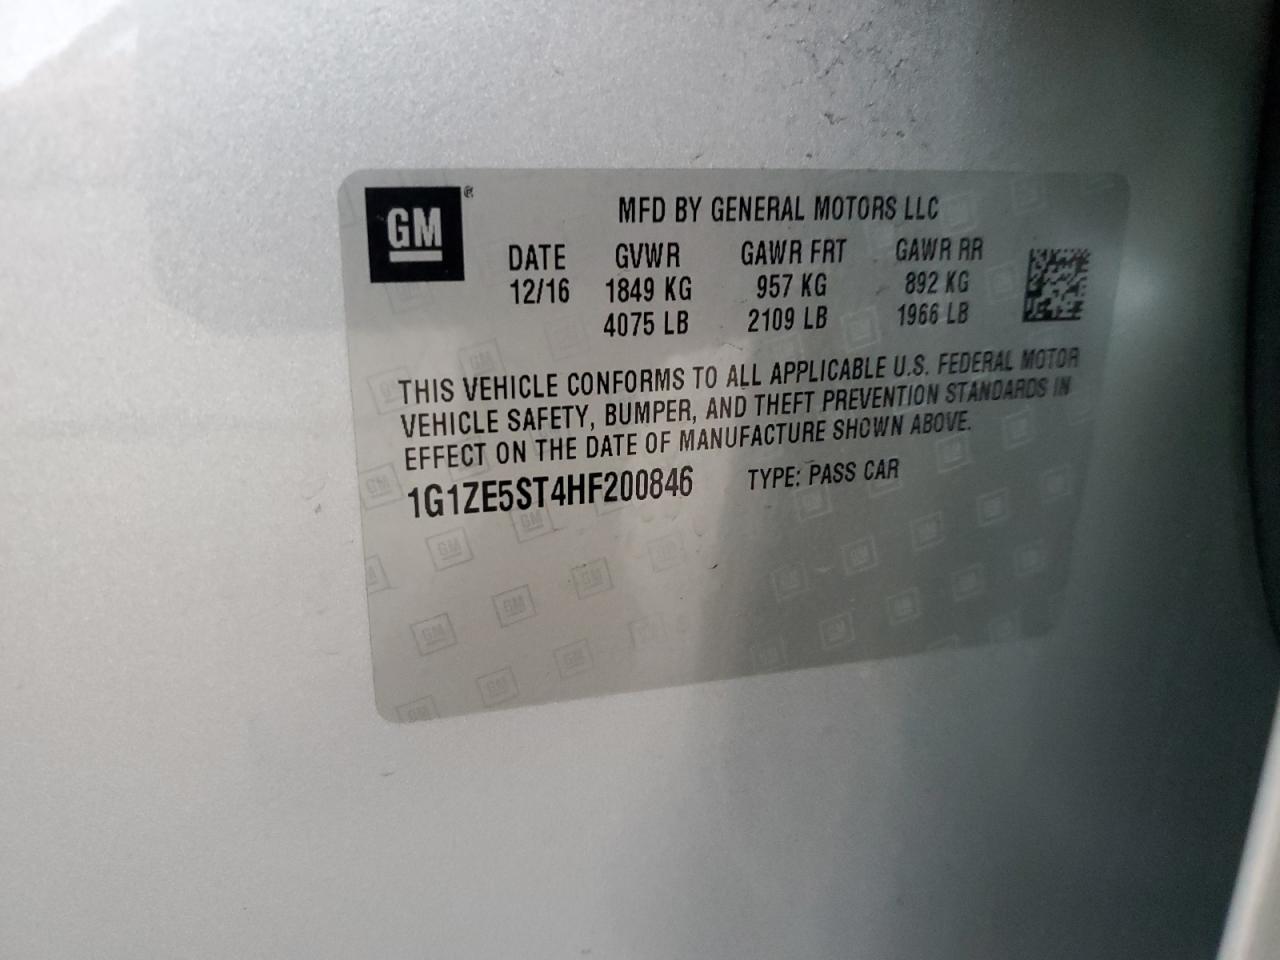 GM®
MFD BY GENERAL MOTORS LLC
DATE GVWR GAWR FRT GAWR RR
12/16 1849 KG 957 KG 892 KG
4075 LB 2109 LB 1966 LB
THIS VEHICLE CONFORMS TO ALL APPLICABLE U.S. FEDERAL MOTOR
VEHICLE SAFETY, BUMPER, AND THEFT PREVENTION STANDARDS IN
EFFECT ON THE DATE OF MANUFACTURE SHOWN ABOVE.
1G1ZE5ST4HF200846 TYPE: PASS CAR